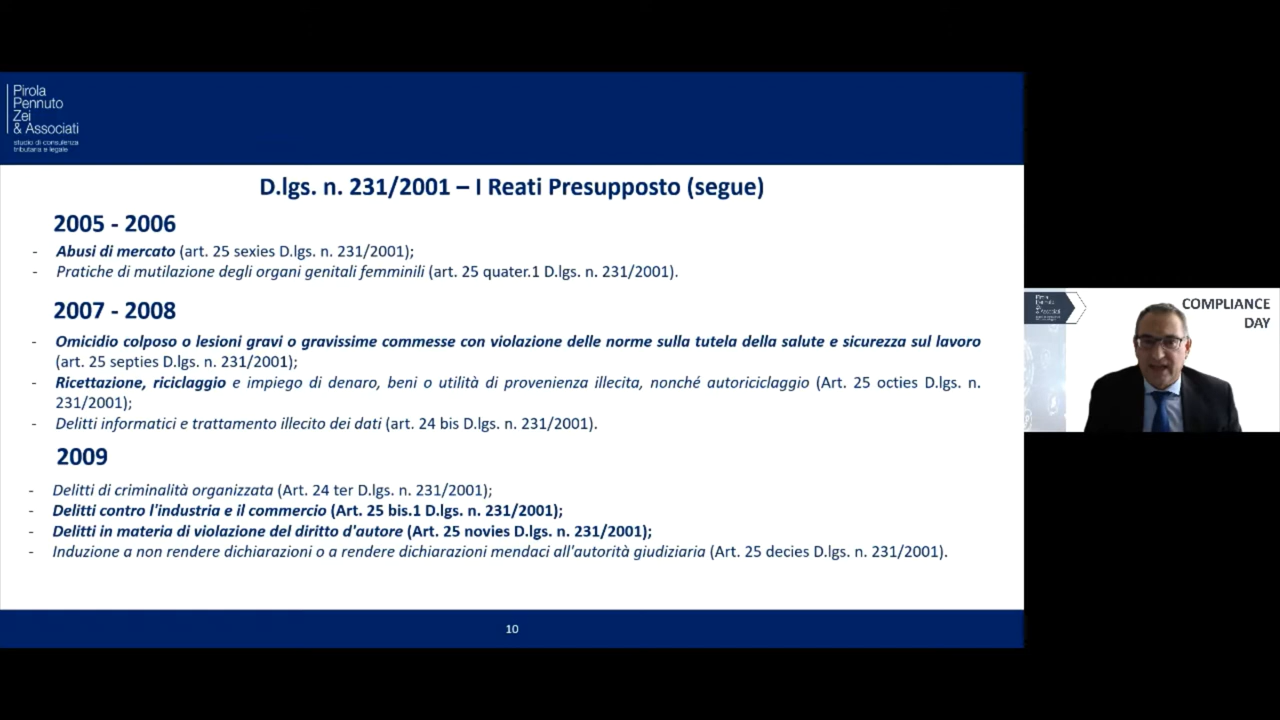 Pirola
Pennuto
Zei
& Associati
studio di consulenza
tributaria e legale
D.lgs. n. 231/2001 – I Reati Presupposto (segue)
2005 - 2006
- Abusi di mercato (art. 25 sexies D.lgs. n. 231/2001);
- Pratiche di mutilazione degli organi genitali femminili (art. 25 quater.1 D.lgs. n. 231/2001).
2007 - 2008
- Omicidio colposo o lesioni gravi o gravissime commesse con violazione delle norme sulla tutela della salute e sicurezza sul lavoro
(art. 25 septies D.lgs. n. 231/2001);
- Ricettazione, riciclaggio e impiego di denaro, beni o utilità di provenienza illecita, nonché autoriciclaggio (Art. 25 octies D.lgs. n.
231/2001);
- Delitti informatici e trattamento illecito dei dati (art. 24 bis D.lgs. n. 231/2001).
2009
- Delitti di criminalità organizzata (Art. 24 ter D.lgs. n. 231/2001);
- Delitti contro l'industria e il commercio (Art. 25 bis.1 D.lgs. n. 231/2001);
- Delitti in materia di violazione del diritto d'autore (Art. 25 novies D.lgs. n. 231/2001);
- Induzione a non rendere dichiarazioni o a rendere dichiarazioni mendaci all'autorità giudiziaria (Art. 25 decies D.lgs. n. 231/2001).
10
Pirola
Pennuto
Zei
& Associati
COMPLIANCE
DAY